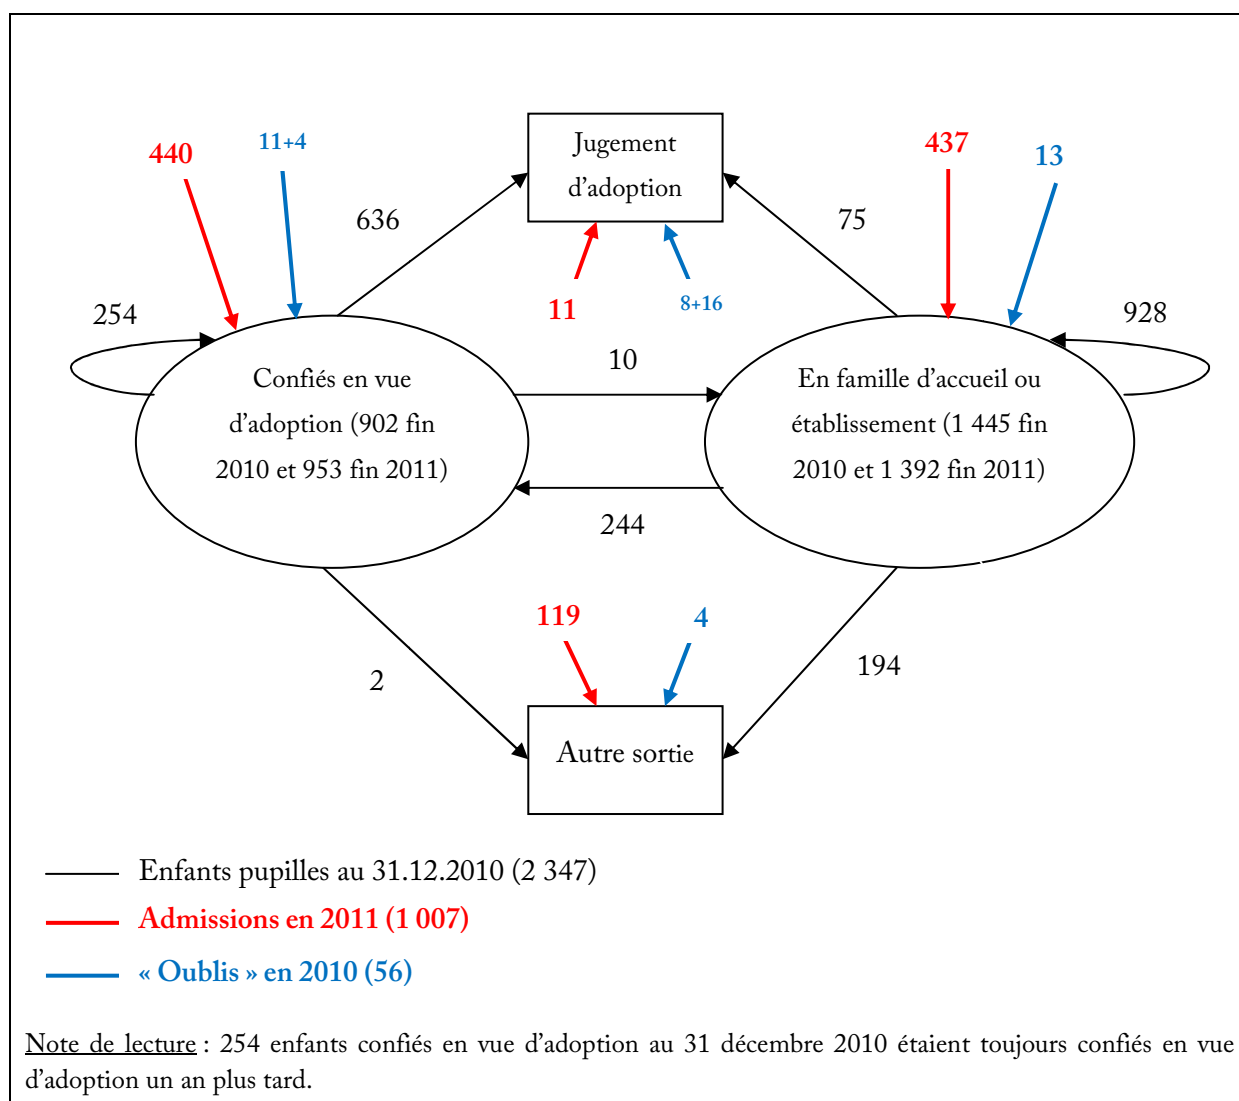 Jugement
d’adoption
440
11+4
437
13
636
75
11
8+16
254
928
10
Confiés en vue
d’adoption (902 fin
2010 et 953 fin 2011)
En famille d’accueil ou
établissement (1 445 fin
2010 et 1 392 fin 2011)
244
119
4
2
194
Autre sortie
Enfants pupilles au 31.12.2010 (2 347)
Admissions en 2011 (1 007)
« Oublis » en 2010 (56)
Note de lecture : 254 enfants confiés en vue d’adoption au 31 décembre 2010 étaient toujours confiés en vue
d’adoption un an plus tard.